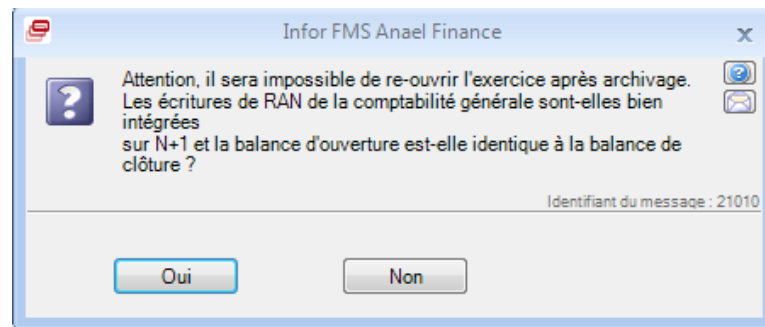 Infor FMS Anael Finance
x
Attention, il sera impossible de re-ouvrir l'exercice après archivage.
Les écritures de RAN de la comptabilité générale sont-elles bien
intégrées
sur N+1 et la balance d'ouverture est-elle identique à la balance de
clôture ?
Identifiant du message : 21010
Oui
Non